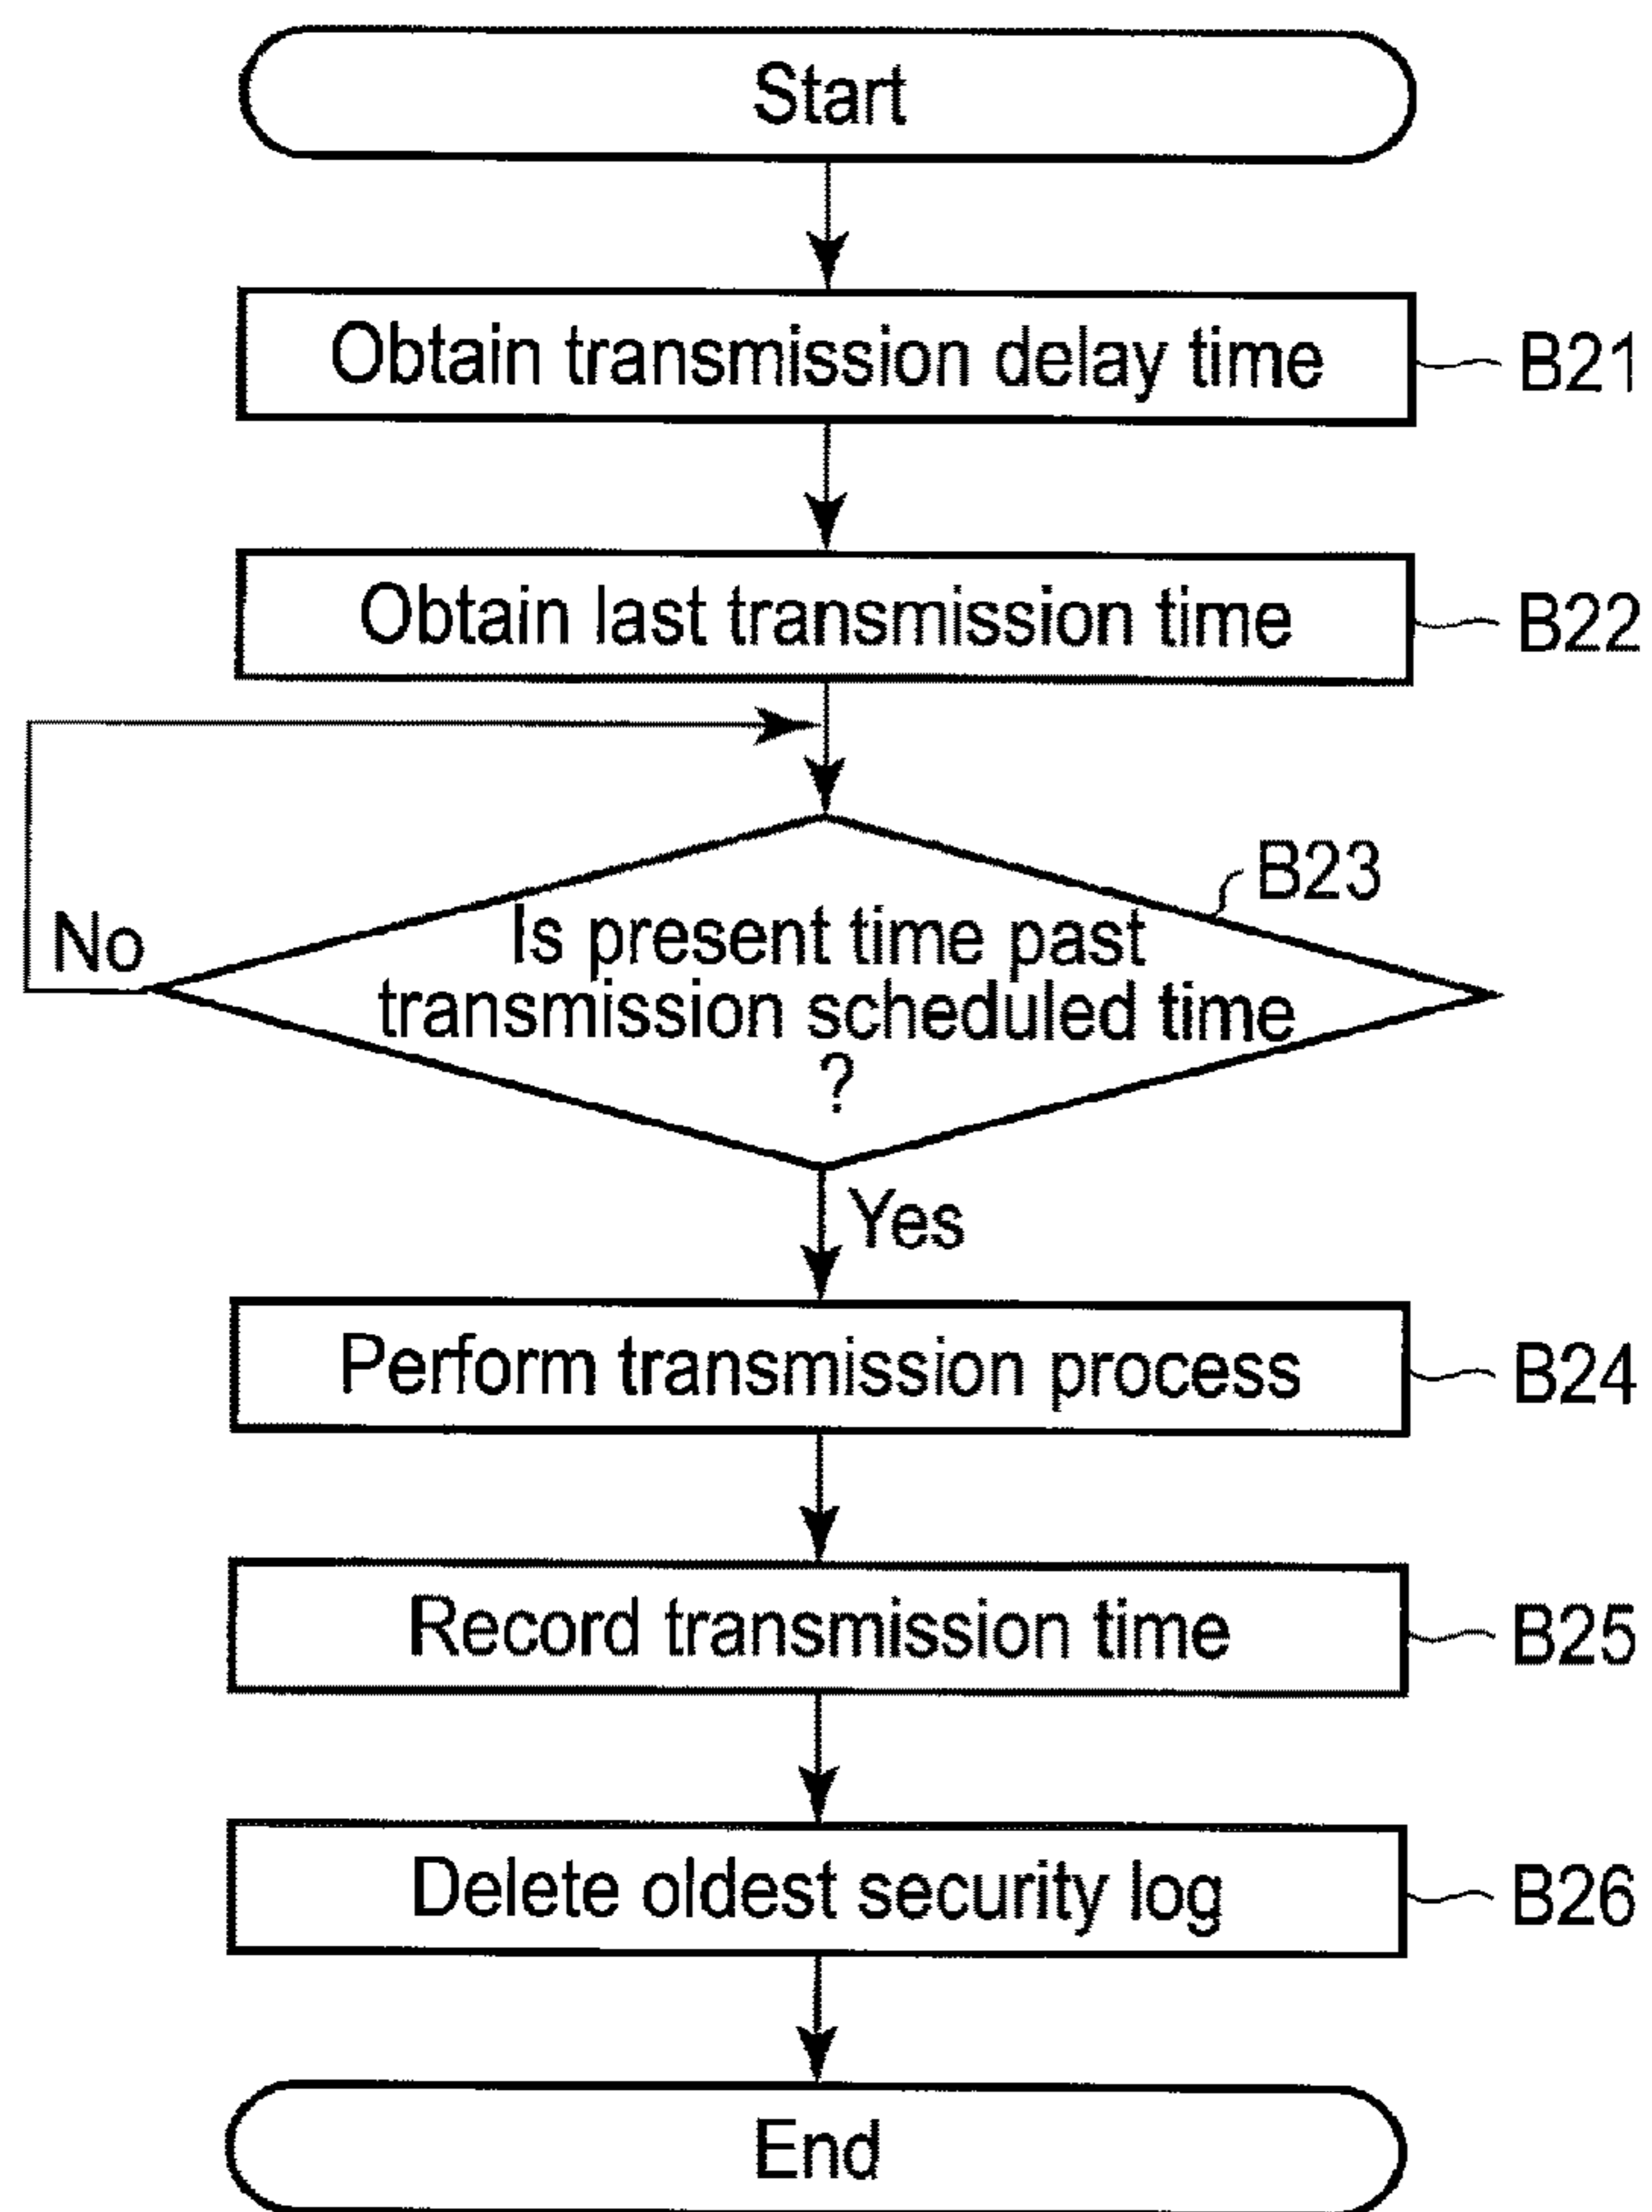 Start
Obtain transmission delay time
B21
Obtain last transmission time
B22
B23
Is present time past
transmission scheduled time
?
No
Yes
Perform transmission process
B24
Record transmission time
B25
Delete oldest security log
B26
End